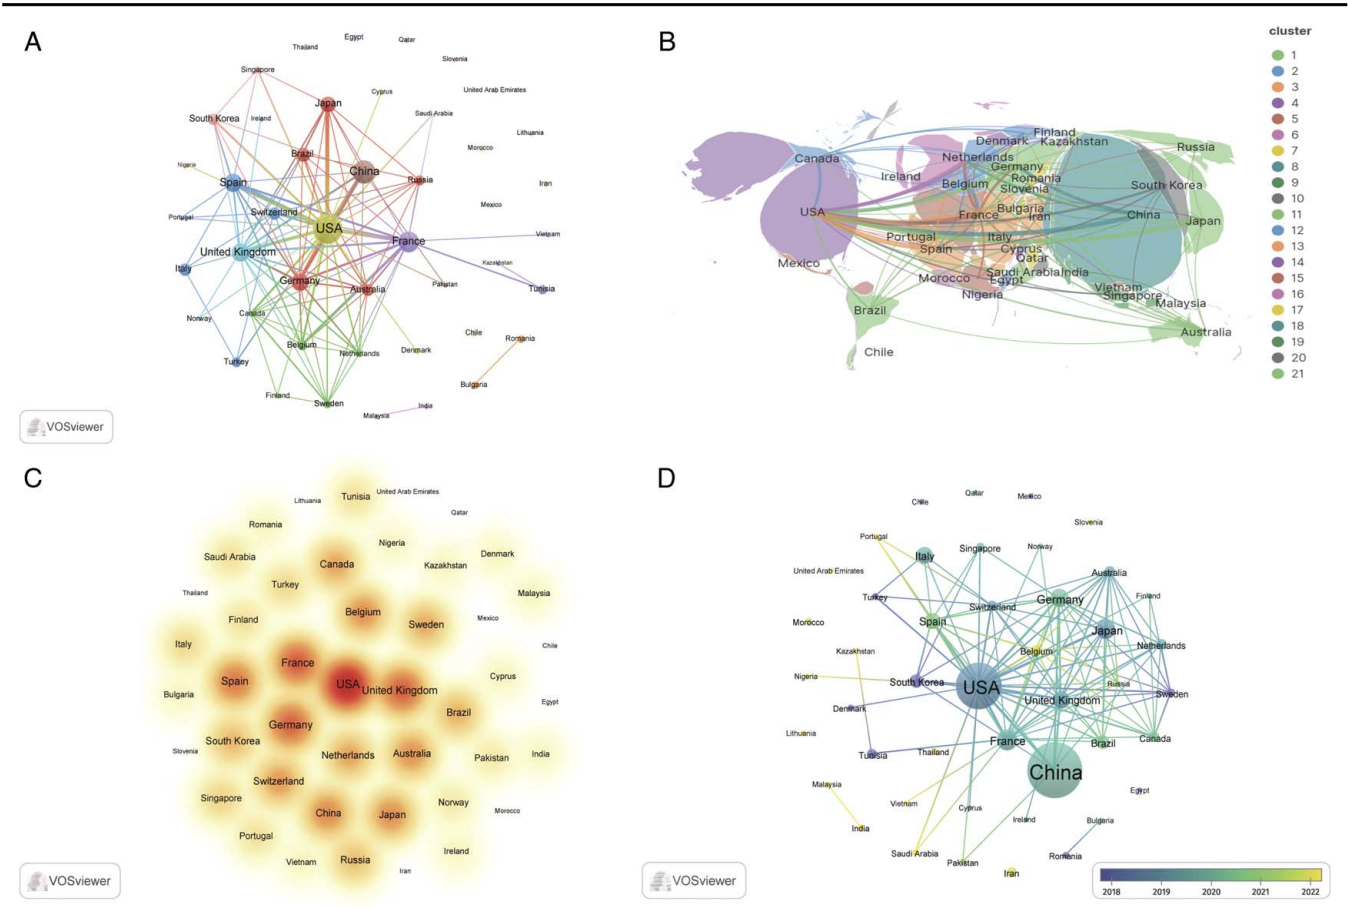 A
Egypt
Qatar
Thailand
Slovenia
Singapore
Cyprus
United Arab Emirates
Japan
Saudi Arabia
South Korea
Ireland
Lithuania
Morocco
Brazil
Nigeria
China
Russia
Iran
Spain
Mexico
Portugal
Switzerland
USA
Vietnam
France
United Kingdom
Kazakhstan
Italy
Germany
Pakistan
Australia
Tunisia
Norway
Canada
Chile
Romania
Belgium
Netherlands
Denmark
Turkey
Bulgaria
Finland
Sweden
India
Malaysia
VOSviewer
B
Finland
Denmark
Kazakhstan
Russia
Canada
Netherlands
Germany
Ireland
Romania
Belgium
Slovenia
South Korea
USA
Bulgaria
France
Iran
China
Japan
Portugal
Italy
Spain
Cyprus
Qatar
Mexico
Saudi Arabia
India
Morocco
Egypt
Vietnam
Nigeria
Singapore
Malaysia
Brazil
Australia
Chile
cluster
1
2
3
4
5
6
7
8
9
10
11
12
13
14
15
16
17
18
19
20
21
C
Tunisia
United Arab Emirates
Lithuania
Qatar
Romania
Nigeria
Saudi Arabia
Denmark
Canada
Kazakhstan
Turkey
Thailand
Malaysia
Belgium
Finland
Mexico
Sweden
Italy
Chile
France
Spain
USA
United Kingdom
Cyprus
Bulgaria
Egypt
Brazil
Germany
South Korea
Slovenia
Netherlands
Australia
Pakistan
India
Switzerland
Singapore
Norway
China
Japan
Morocco
Portugal
Ireland
Vietnam
Russia
Iran
VOSviewer
D
Qatar
Mexico
Chile
Slovenia
Portugal
Italy
Singapore
Norway
United Arab Emirates
Australia
Turkey
Germany
Finland
Switzerland
Morocco
Spain
Japan
Kazakhstan
Belgium
Netherlands
Nigeria
South Korea
USA
Russia
Sweden
United Kingdom
Denmark
Lithuania
France
Brazil
Canada
Tunisia
Thailand
China
Malaysia
Egypt
Vietnam
Cyprus
Ireland
Bulgaria
India
Saudi Arabia
Pakistan
Romania
Iran
VOSviewer
2018 2019 2020 2021 2022